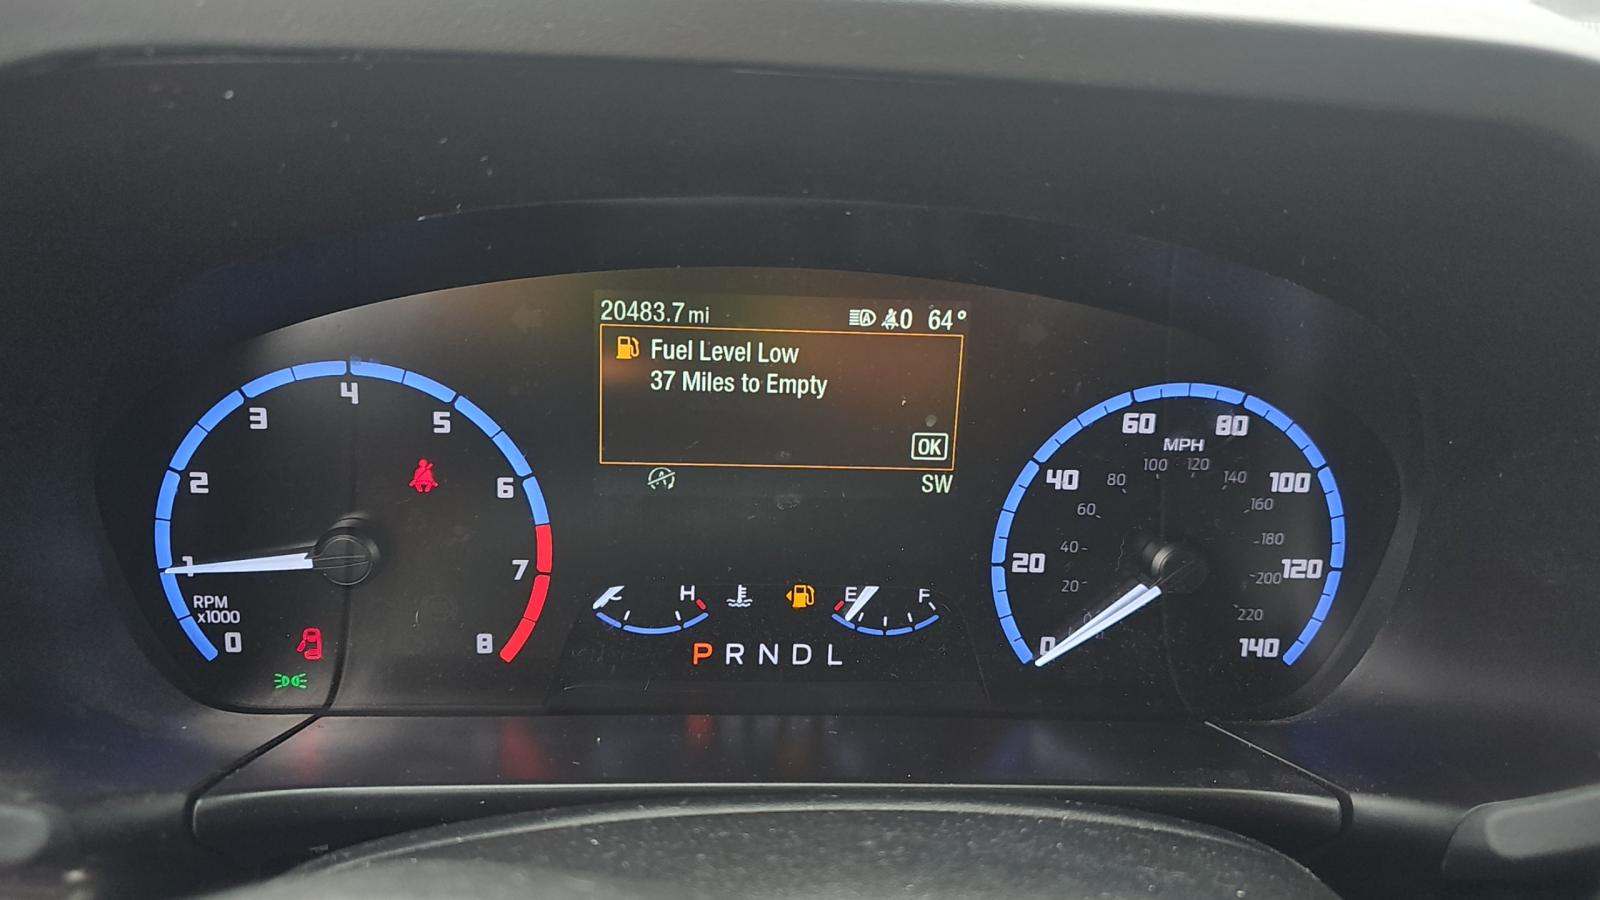 20483.7 mi
0 64°
Fuel Level Low
37 Miles to Empty
OK
SW
0 1 2 3 4 5 6 7 8
RPM
x1000
C H
E F
P R N D L
0 20 40 60 80 100 120 140
MPH
20 40 60 80 100 120 140 160 180 200 220